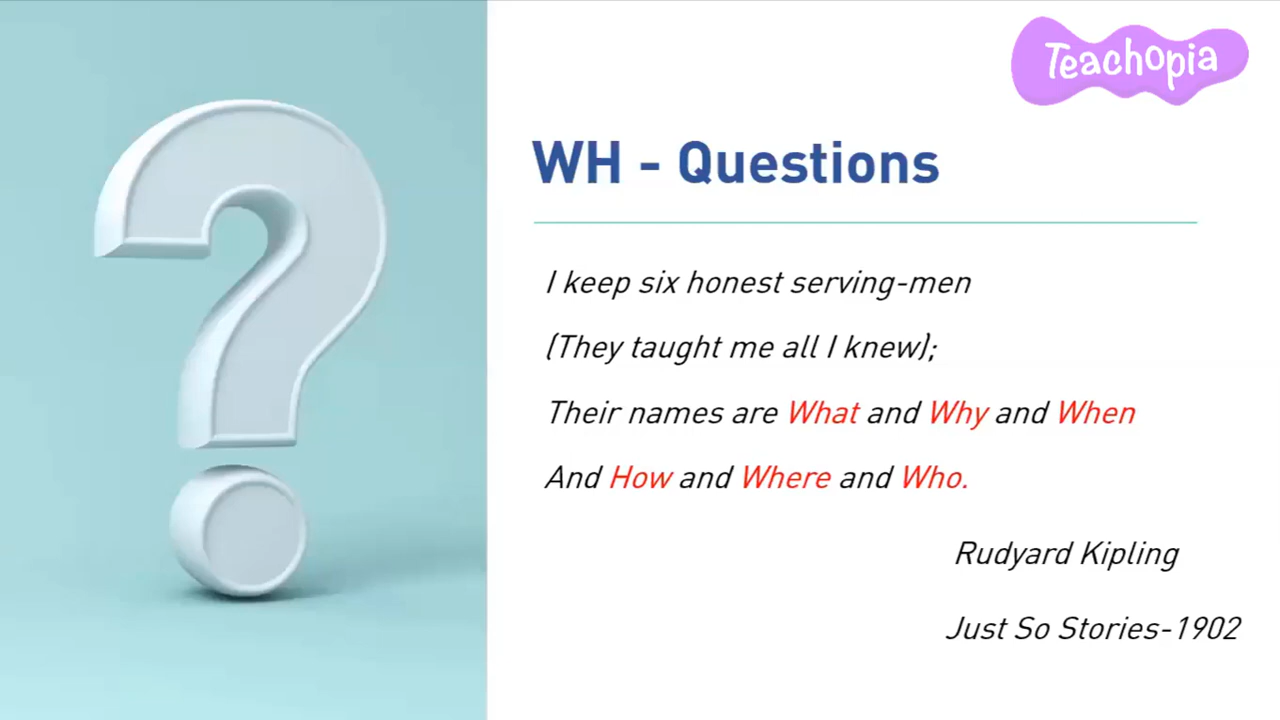 Teachopia
WH - Questions
I keep six honest serving-men
(They taught me all I knew);
Their names are What and Why and When
And How and Where and Who.
Rudyard Kipling
Just So Stories-1902